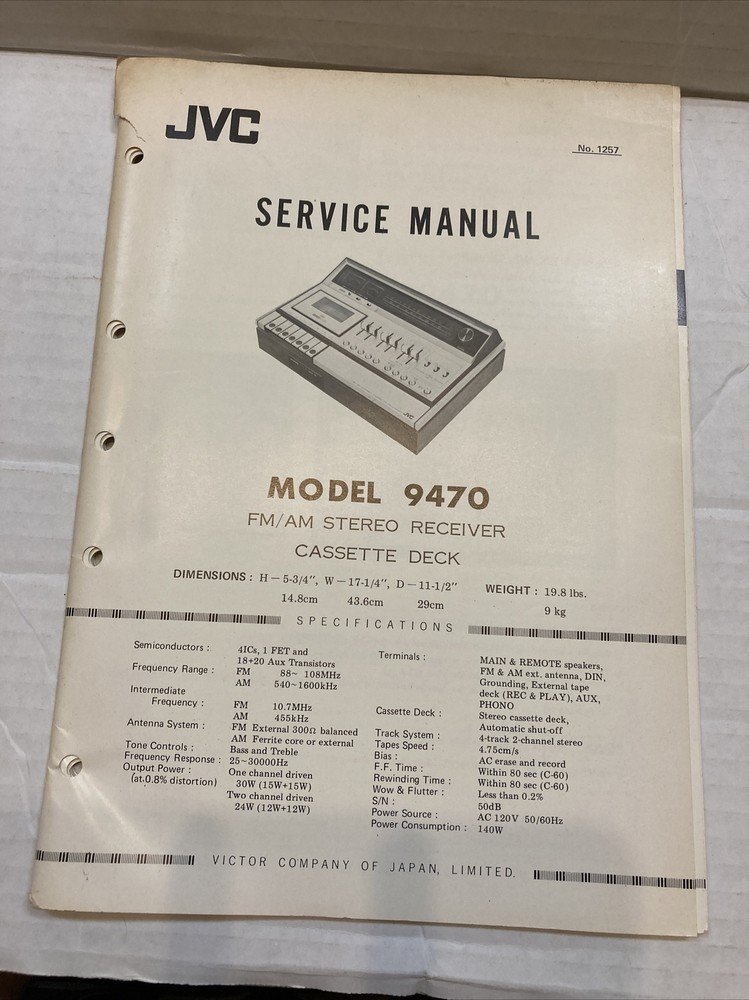 JVC
No. 1257
SERVICE MANUAL
JVC
MODEL 9470
FM/AM STEREO RECEIVER
CASSETTE DECK
DIMENSIONS : H — 5-3/4", W — 17-1/4", D — 11-1/2"
14.8cm 43.6cm 29cm
WEIGHT : 19.8 lbs.
9 kg
SPECIFICATIONS
Semiconductors : 4ICs, 1 FET and
18+20 Aux Transistors
Frequency Range : FM 88~ 108MHz
AM 540~1600kHz
Intermediate
Frequency : FM 10.7MHz
AM 455kHz
Antenna System : FM External 300Ω balanced
AM Ferrite core or external
Tone Controls : Bass and Treble
Frequency Response : 25~30000Hz
Output Power : One channel driven
(at.0.8% distortion) 30W (15W+15W)
Two channel driven
24W (12W+12W)
Terminals : MAIN & REMOTE speakers,
FM & AM ext. antenna, DIN,
Grounding, External tape
deck (REC & PLAY), AUX,
PHONO
Cassette Deck : Stereo cassette deck,
Automatic shut-off
Track System : 4-track 2-channel stereo
Tapes Speed : 4.75cm/s
Bias : AC erase and record
F.F. Time : Within 80 sec (C-60)
Rewinding Time : Within 80 sec (C-60)
Wow & Flutter : Less than 0.2%
S/N : 50dB
Power Source : AC 120V 50/60Hz
Power Consumption : 140W
VICTOR COMPANY OF JAPAN, LIMITED.